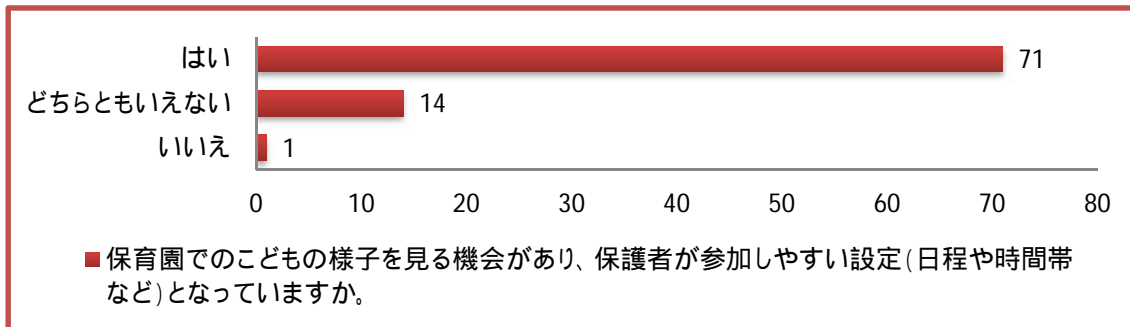 はい 71
どちらともいえない 14
いいえ 1
0 10 20 30 40 50 60 70 80
保育園でのこどもの様子を見る機会があり、保護者が参加しやすい設定(日程や時間帯
など)となっていますか。